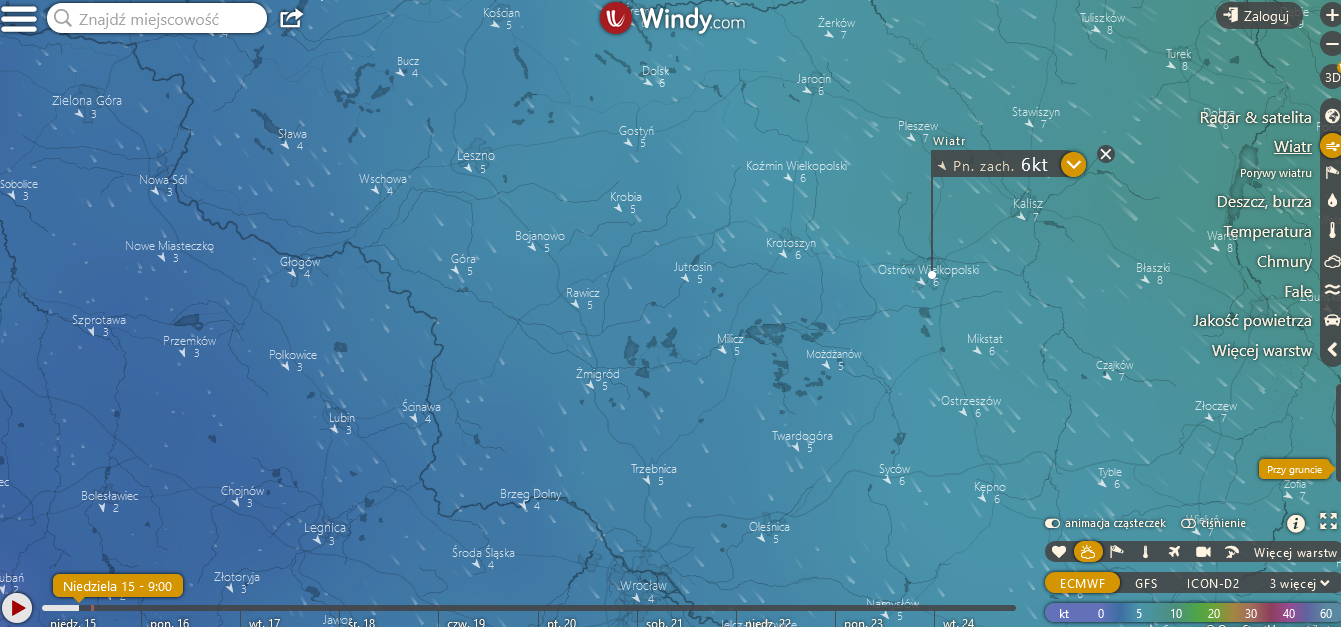 Znajdź miejscowość
Kościan
5
Windy.com
Żerków
7
Tuliszków
8
Zaloguj
Bucz
4
Dolsk
6
Jarocin
6
Turek
8
3D
Zielona Góra
3
Sława
4
Gostyń
5
Pleszew
7
Stawiszyn
7
Dobra
8
Radar & satelita
Wiatr
Pn. zach. 6kt
Wiatr
Leszno
5
Koźmin Wielkopolski
6
Porywy wiatru
Sobolice
3
Nowa Sól
3
Wschowa
4
Krobia
5
Kalisz
7
Deszcz, burza
Nowe Miasteczko
3
Bojanowo
5
Krotoszyn
6
Warta
8
Temperatura
Głogów
4
Góra
5
Jutrosin
5
Ostrów Wielkopolski
6
Błaszki
8
Chmury
Rawicz
5
Fale
Szprotawa
3
Przemków
3
Polkowice
3
Milicz
5
Możdżanów
5
Mikstat
6
Jakość powietrza
Więcej warstw
Żmigród
5
Czajków
7
Lubin
3
Ścinawa
4
Ostrzeszów
6
Złoczew
7
Twardogóra
5
Trzebnica
5
Syców
6
Kępno
6
Tyble
6
Przy gruncie
Zofia
7
Bolesławiec
2
Chojnów
3
Brzeg Dolny
4
Legnica
3
Oleśnica
5
animacja cząsteczek
ciśnienie
7
Środa Śląska
4
Więcej warstw
Złotoryja
3
Wrocław
4
Niedziela 15 - 9:00
ECMWF GFS ICON-D2 3 więcej
Namysłów
5
kt 0 5 10 20 30 40 60
niedz. 15 pon. 16 wt. 17 śr. 18 czw. 19 pt. 20 sob. 21 niedz. 22 pon. 23 wt. 24